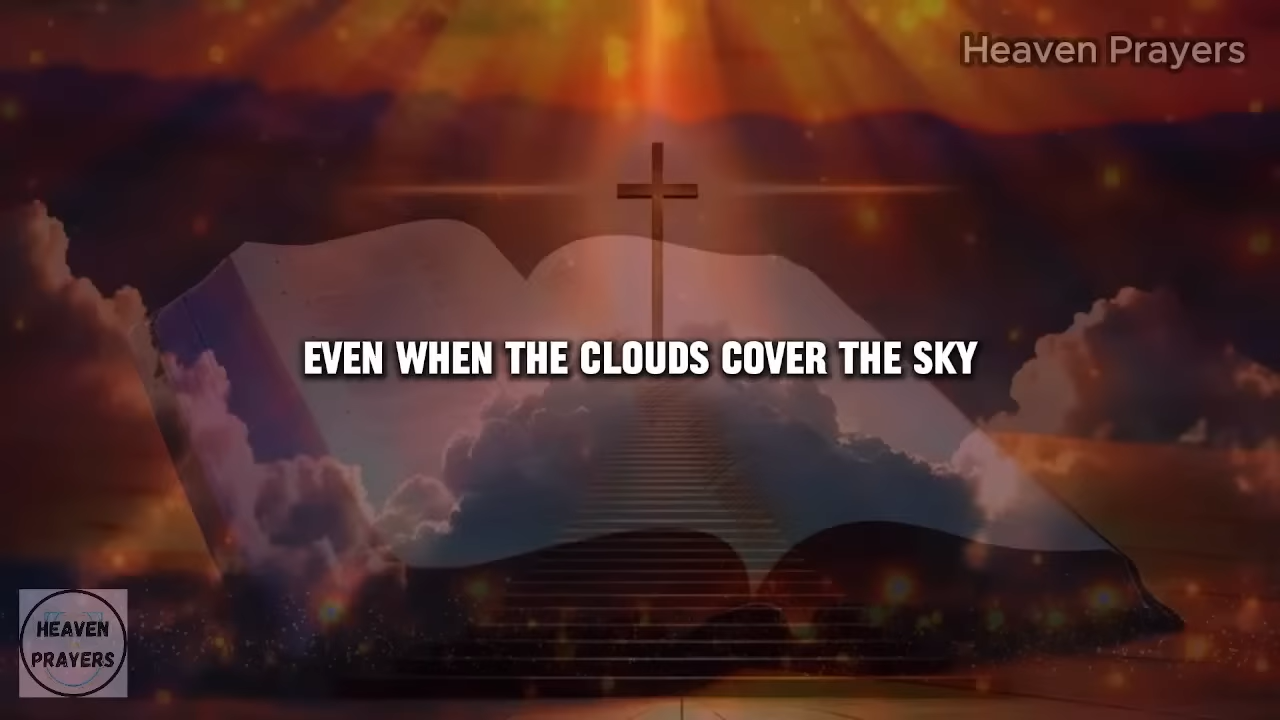 Heaven Prayers
EVEN WHEN THE CLOUDS COVER THE SKY
HEAVEN
PRAYERS